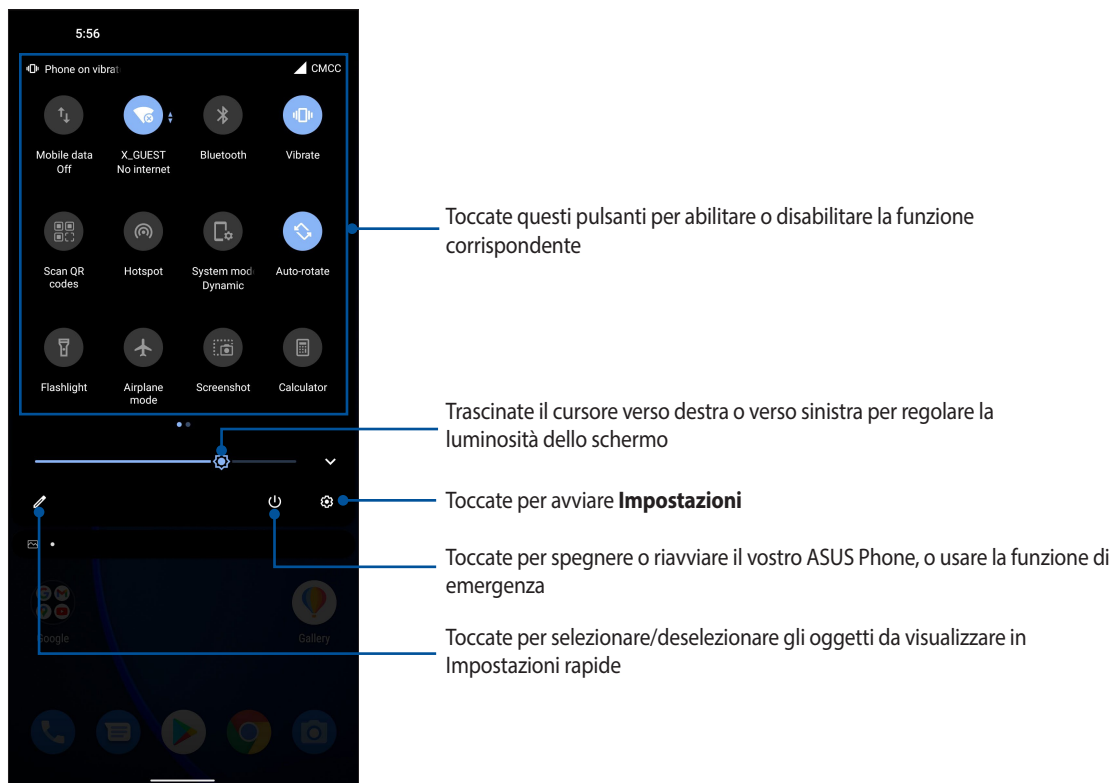 5:56
Phone on vibrat
CMCC
Mobile data
Off
X_GUEST
No internet
Bluetooth
Vibrate
Scan QR
codes
Hotspot
System mod
Dynamic
Auto-rotate
Flashlight
Airplane
mode
Screenshot
Calculator
Google
Gallery
Toccate questi pulsanti per abilitare o disabilitare la funzione
corrispondente
Trascinate il cursore verso destra o verso sinistra per regolare la
luminosità dello schermo
Toccate per avviare Impostazioni
Toccate per spegnere o riavviare il vostro ASUS Phone, o usare la funzione di
emergenza
Toccate per selezionare/deselezionare gli oggetti da visualizzare in
Impostazioni rapide